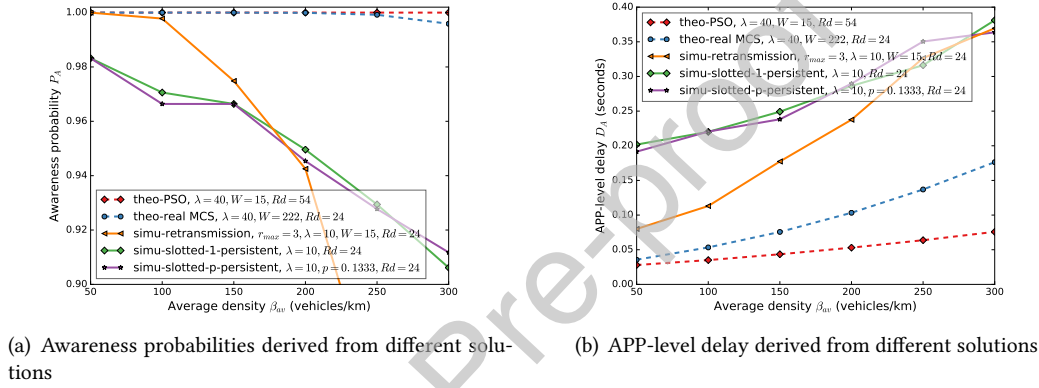 1.00
0.98
0.96
0.94
0.92
0.90
Awareness probability P_A
theo-PSO, λ=40, W=15, Rd=54
theo-real MCS, λ=40, W=222, Rd=24
simu-retransmission, r_max=3, λ=10, W=15, Rd=24
simu-slotted-1-persistent, λ=10, Rd=24
simu-slotted-p-persistent, λ=10, p=0.1333, Rd=24
50 100 150 200 250 300
Average density β_av (vehicles/km)
0.40
0.35
0.30
0.25
0.20
0.15
0.10
0.05
0.00
APP-level delay D_A (seconds)
theo-PSO, λ=40, W=15, Rd=54
theo-real MCS, λ=40, W=222, Rd=24
simu-retransmission, r_max=3, λ=10, W=15, Rd=24
simu-slotted-1-persistent, λ=10, Rd=24
simu-slotted-p-persistent, λ=10, p=0.1333, Rd=24
50 100 150 200 250 300
Average density β_av (vehicles/km)
Pre-proof
(a) Awareness probabilities derived from different solu-
tions
(b) APP-level delay derived from different solutions